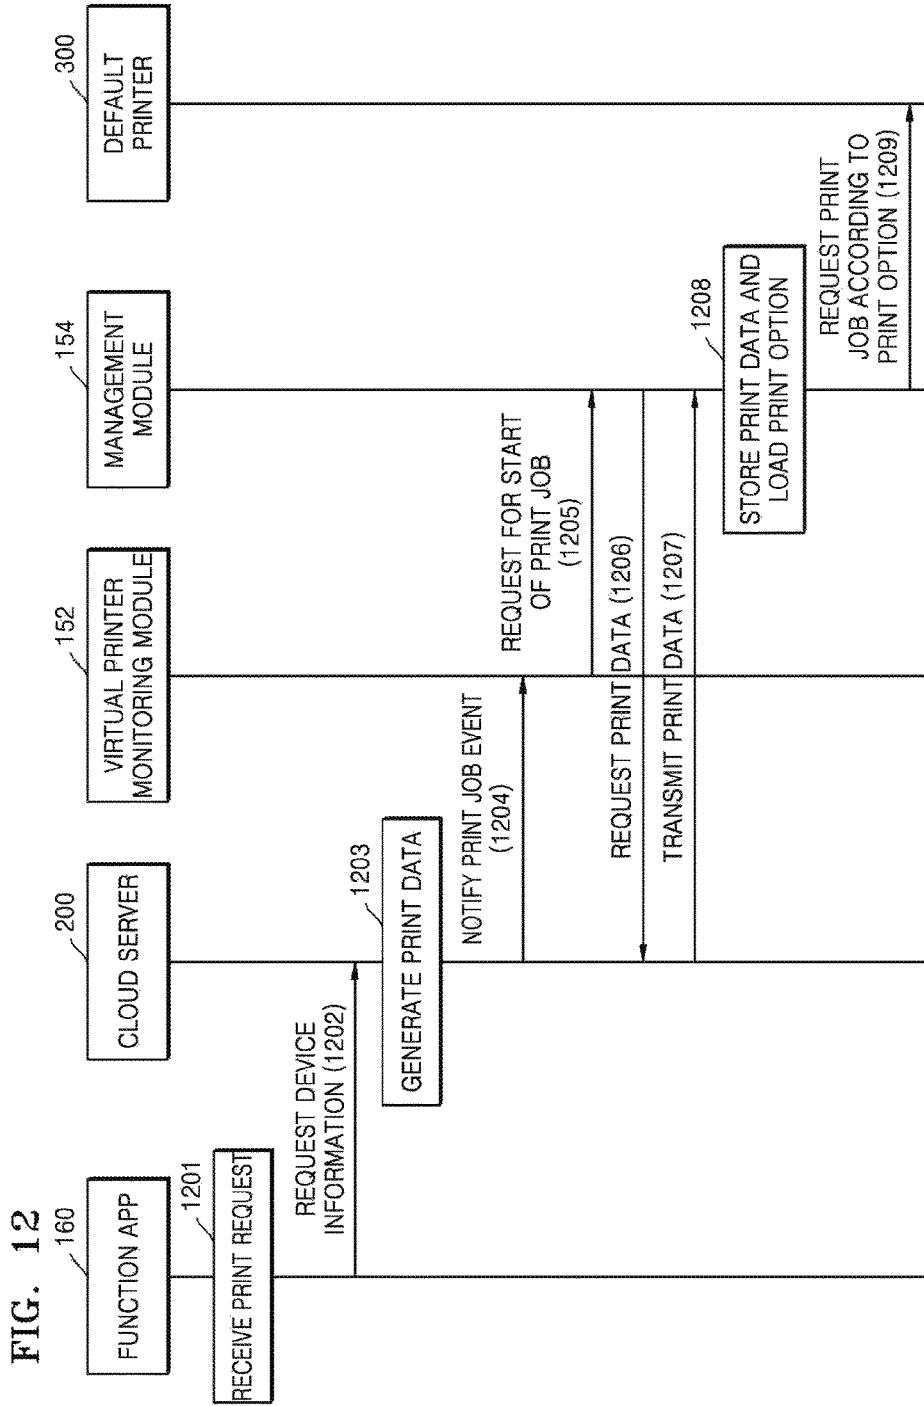 FIG. 12
160
FUNCTION APP
200
CLOUD SERVER
152
VIRTUAL PRINTER
MONITORING MODULE
154
MANAGEMENT
MODULE
300
DEFAULT
PRINTER
1201
RECEIVE PRINT REQUEST
REQUEST DEVICE
INFORMATION (1202)
1203
GENERATE PRINT DATA
NOTIFY PRINT JOB EVENT
(1204)
REQUEST FOR START
OF PRINT JOB
(1205)
REQUEST PRINT DATA (1206)
TRANSMIT PRINT DATA (1207)
1208
STORE PRINT DATA AND
LOAD PRINT OPTION
REQUEST PRINT
JOB ACCORDING TO
PRINT OPTION (1209)